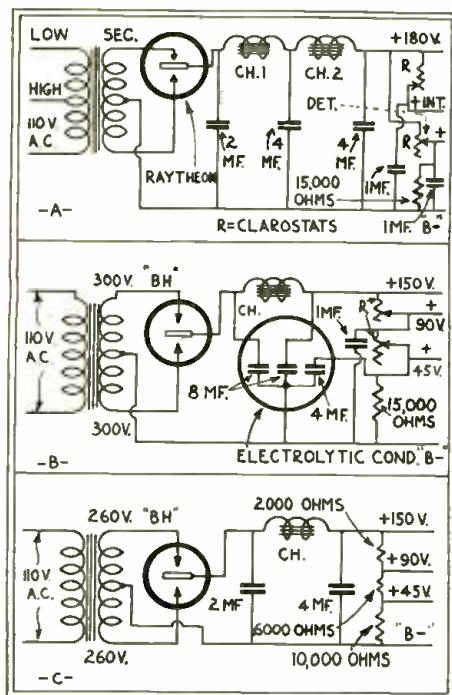 LOW
SEC.
+180V.
CH.1
CH.2
R
HIGH
DET.
+INT.
110V
A.C.
2
MF.
4
MF.
4
MF.
R
+
RAYTHEON
15,000
OHMS
1MF.
-A-
R=CLAROSTATS
1MF.
"B-"
300V.
"BH"
+150V.
CH.
1MF.
R
+
90V.
110V.
A.C.
+
45V.
8 MF.
4 MF.
15,000
OHMS
300V.
-B-
ELECTROLYTIC COND.
"B-"
2,000 OHMS
260V.
"BH"
+150V.
CH.
+90V.
110V.
A.C.
+45V.
2 MF
4 MF.
6000 OHMS
"B-"
260V.
10,000 OHMS
-C-